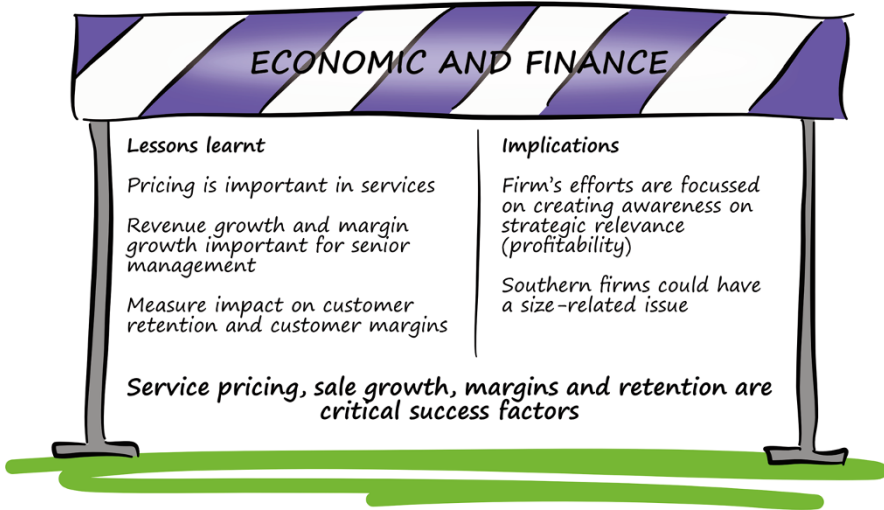 ECONOMIC AND FINANCE
Lessons learnt
Pricing is important in services
Revenue growth and margin
growth important for senior
management
Measure impact on customer
retention and customer margins
Implications
Firm's efforts are focussed
on creating awareness on
strategic relevance
(profitability)
Southern firms could have
a size-related issue
Service pricing, sale growth, margins and retention are
critical success factors